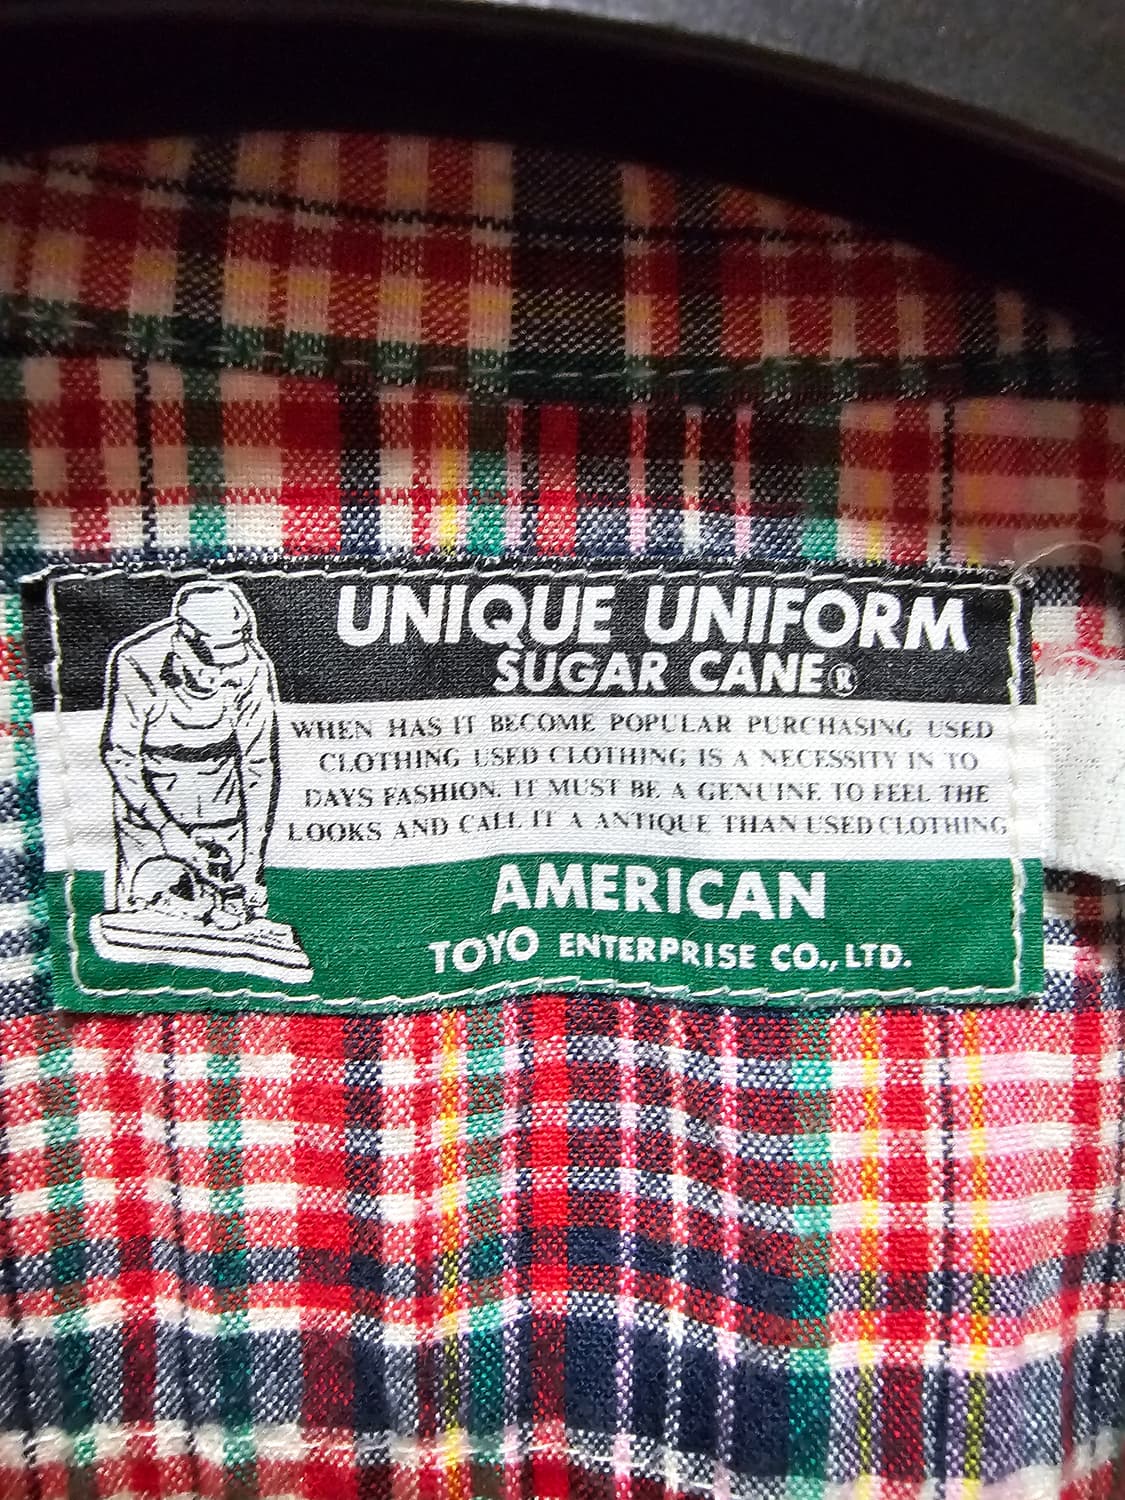 UNIQUE UNIFORM
SUGAR CANE®
WHEN HAS IT BECOME POPULAR PURCHASING USED
CLOTHING USED CLOTHING IS A NECESSITY IN TO
DAYS FASHION. IT MUST BE A GENUINE TO FEEL THE
LOOKS AND CALL IT A ANTIQUE THAN USED CLOTHING
AMERICAN
TOYO ENTERPRISE CO., LTD.